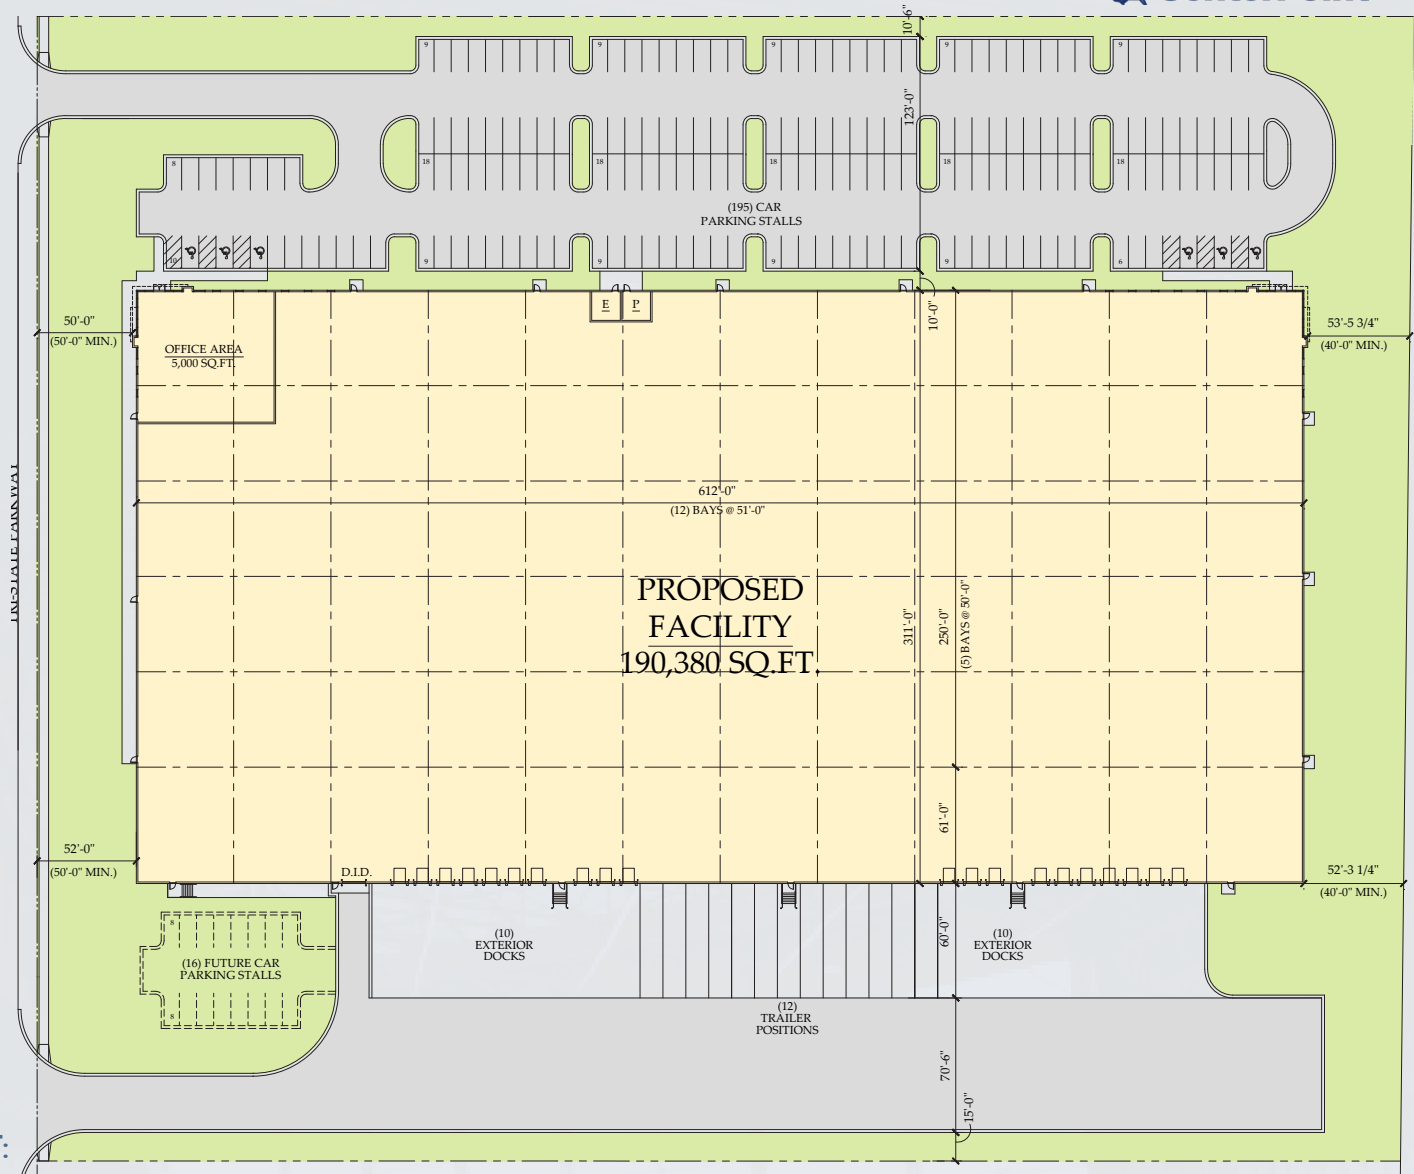 10'-6"
9
9
9
9
9
123'-0"
8
18
18
18
18
18
(195) CAR
PARKING STALLS
10
9
9
9
9
6
E
P
10'-0"
50'-0"
(50'-0" MIN.)
53'-5 3/4"
(40'-0" MIN.)
OFFICE AREA
5,000 SQ.FT.
612'-0"
(12) BAYS @ 51'-0"
PROPOSED
FACILITY
190,380 SQ.FT.
311'-0"
250'-0"
(5) BAYS @ 50'-0"
61'-0"
TRI-STATE PARKWAY
52'-0"
(50'-0" MIN.)
52'-3 1/4"
(40'-0" MIN.)
D.I.D.
8
(16) FUTURE CAR
PARKING STALLS
8
(10)
EXTERIOR
DOCKS
60'-0"
(10)
EXTERIOR
DOCKS
(12)
TRAILER
POSITIONS
70'-6"
15'-0"